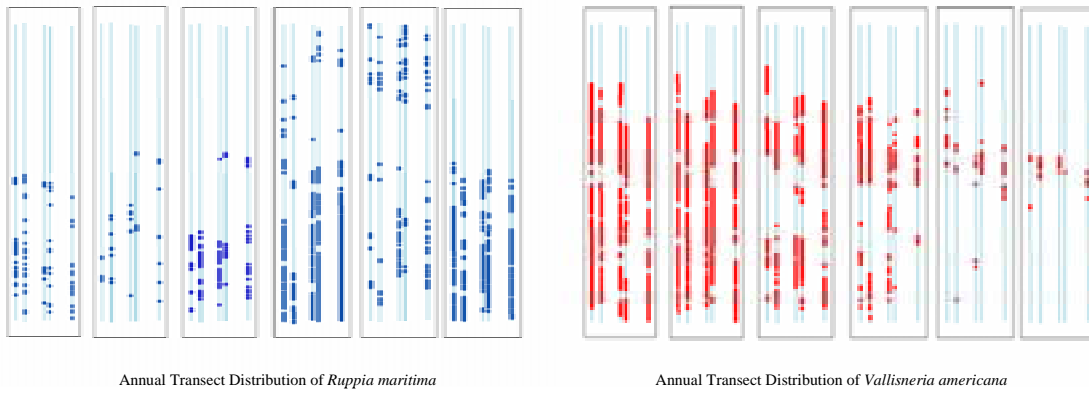 Annual Transect Distribution of Ruppia maritima
Annual Transect Distribution of Vallisneria americana